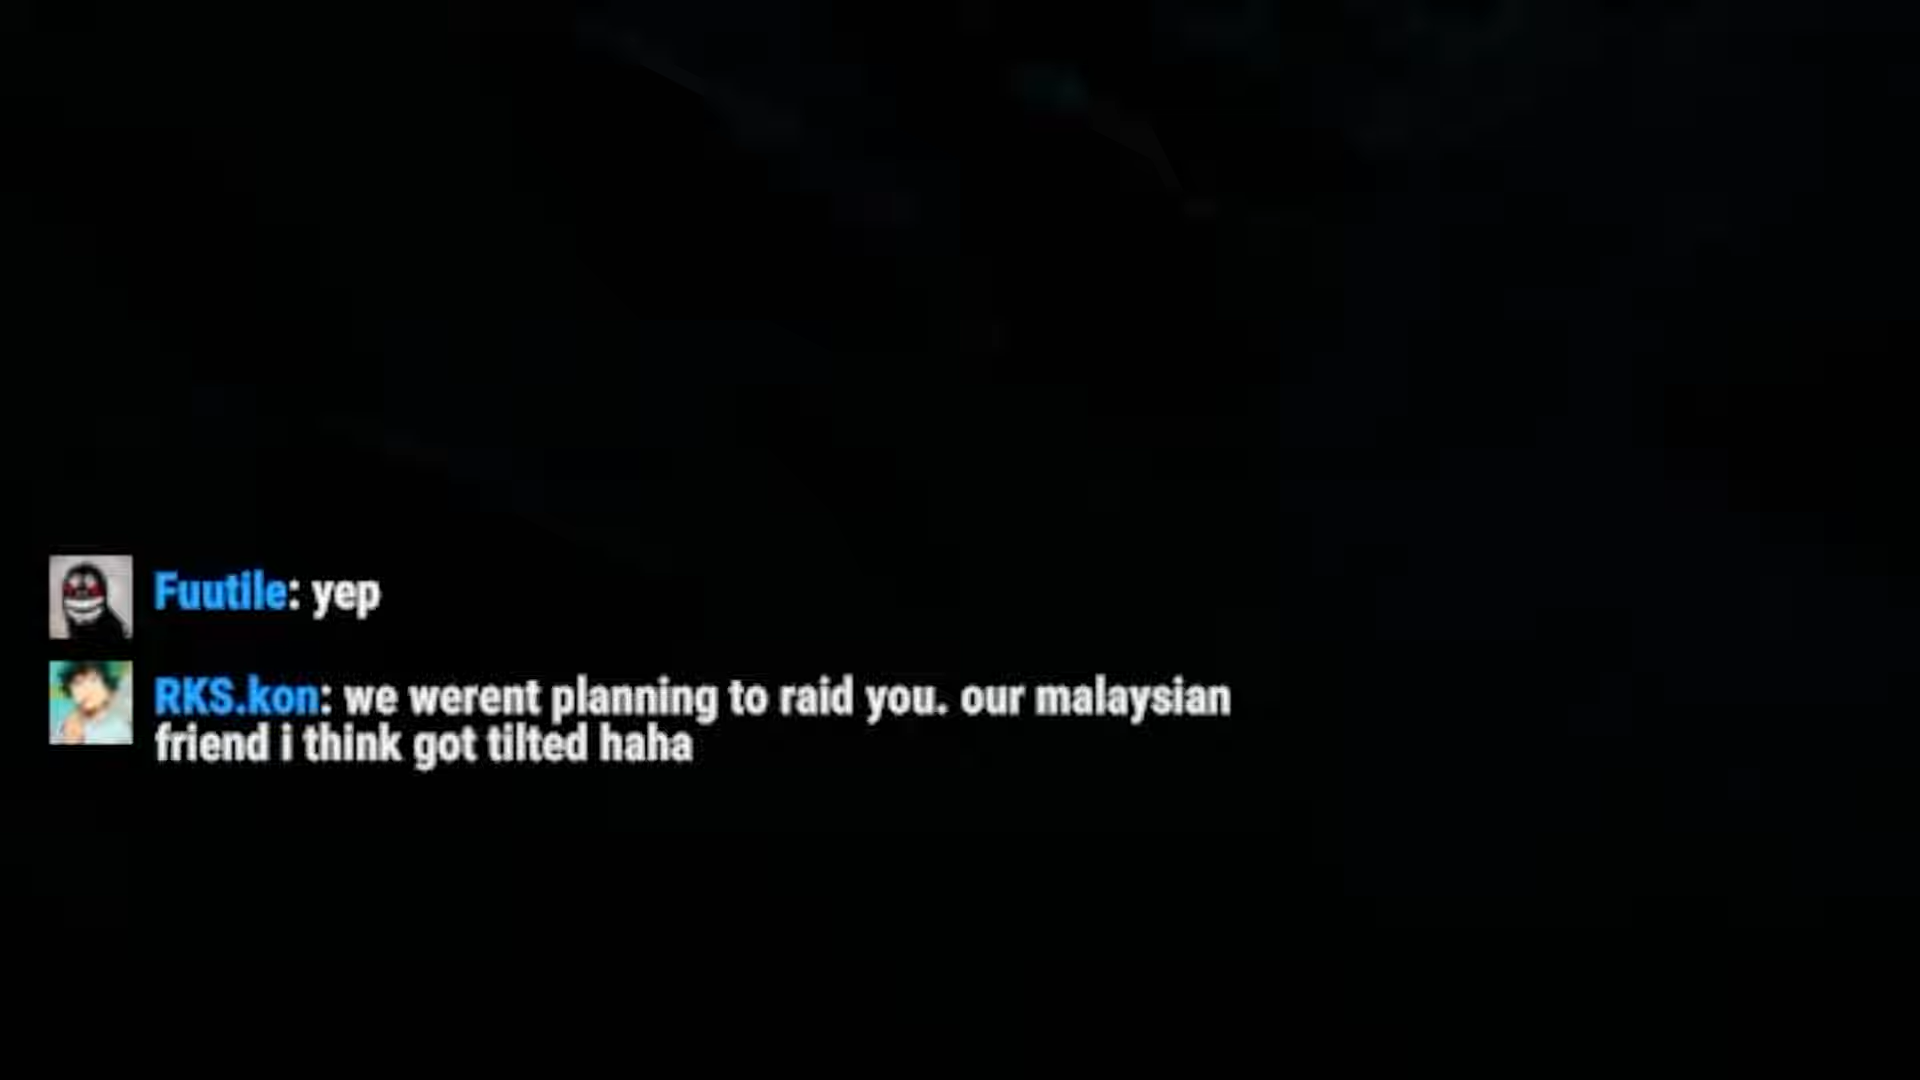 Fuutile: yep
RKS.kon: we werent planning to raid you. our malaysian
friend i think got tilted haha